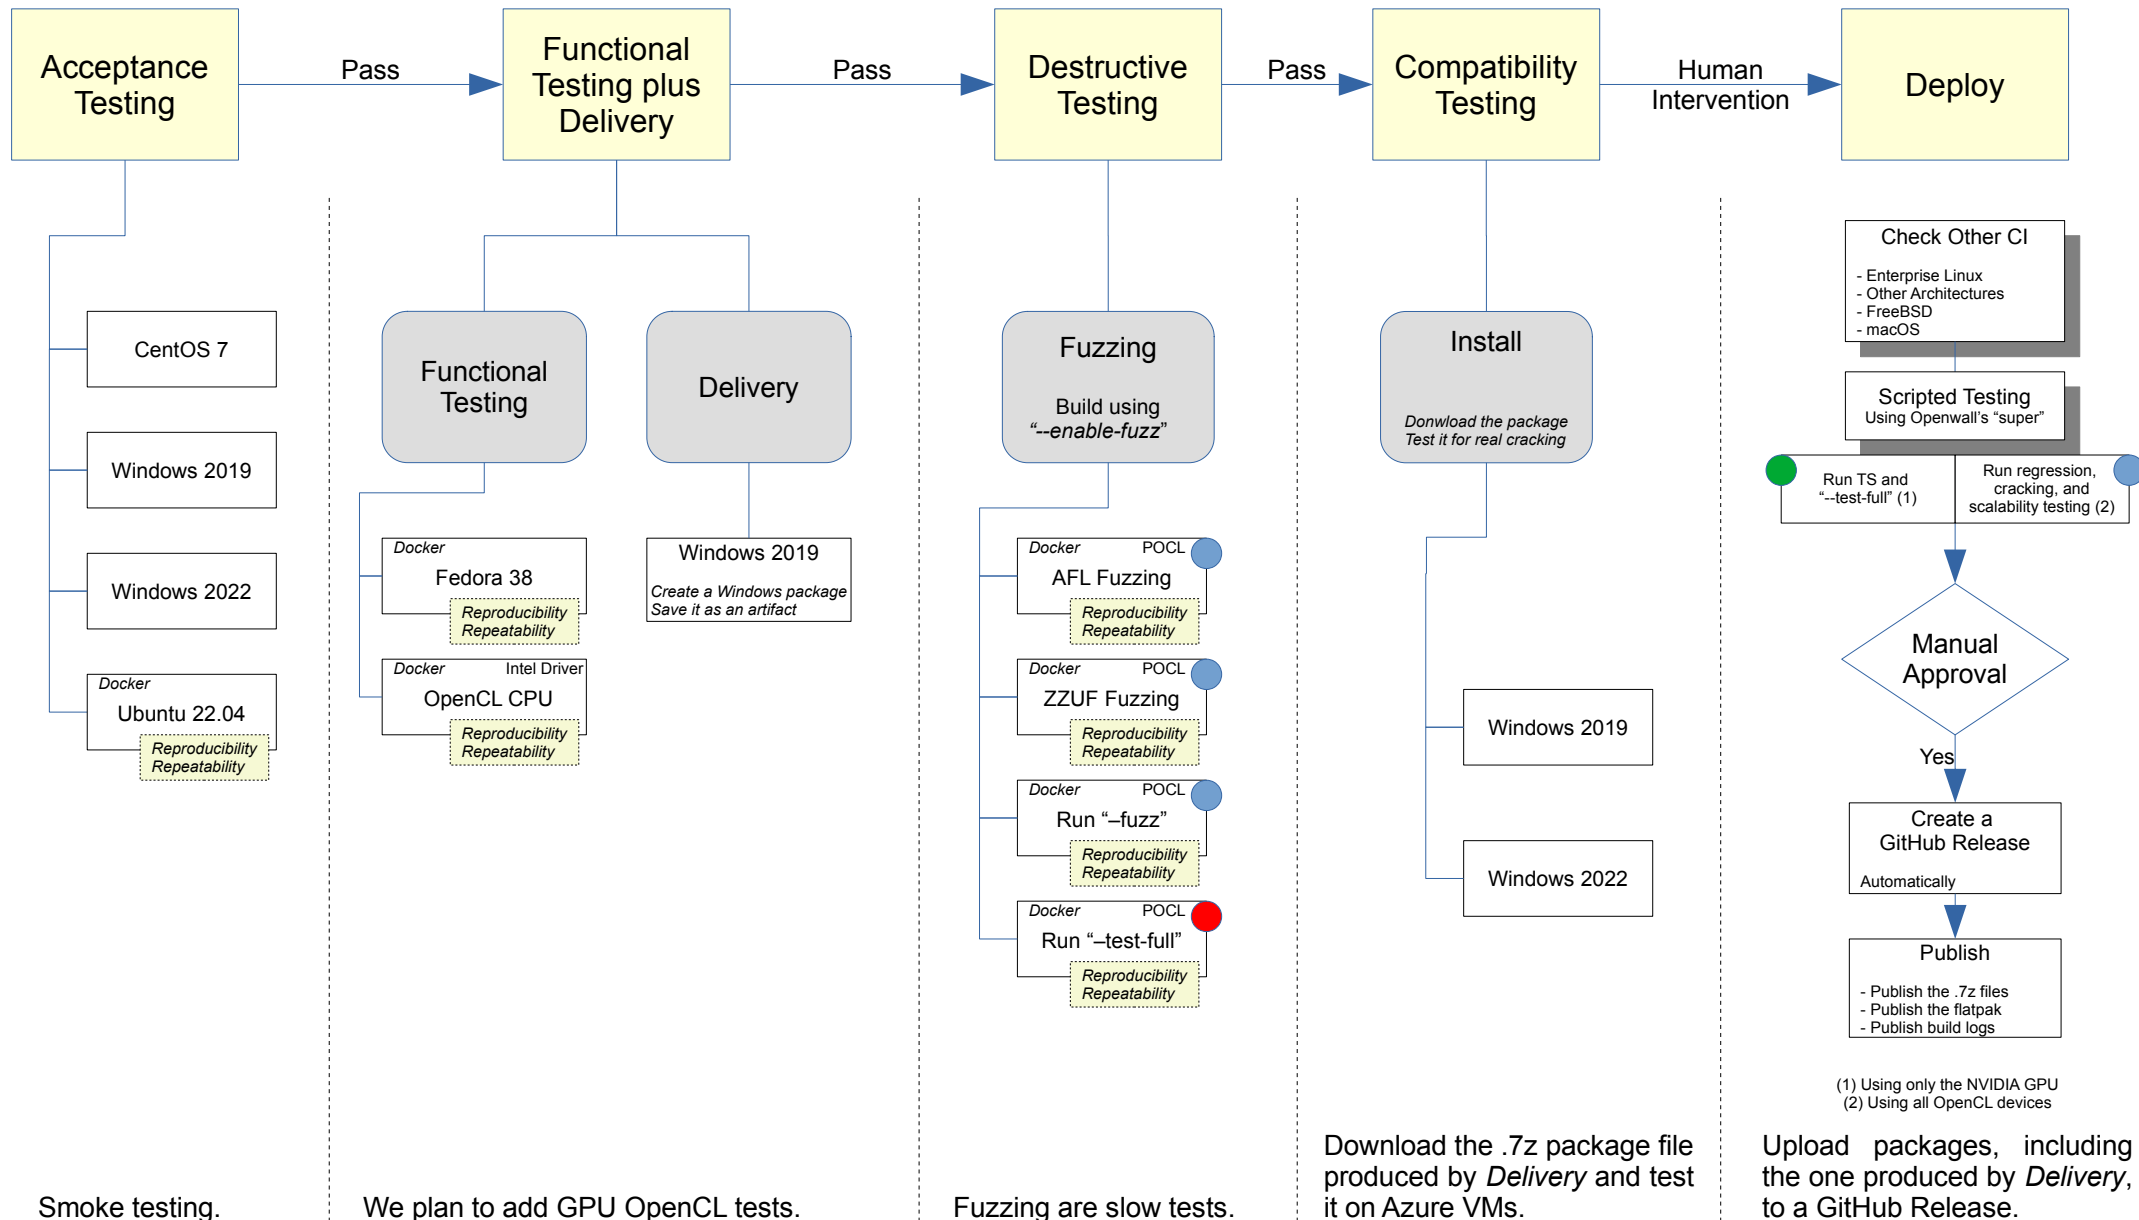 Acceptance
Testing
Pass
Functional
Testing plus
Delivery
Pass
Destructive
Testing
Pass
Compatibility
Testing
Human
Intervention
Deploy
CentOS 7
Windows 2019
Windows 2022
Docker
Ubuntu 22.04
Reproducibility
Repeatability
Smoke testing.
Functional
Testing
Docker
Fedora 38
Reproducibility
Repeatability
Docker Intel Driver
OpenCL CPU
Reproducibility
Repeatability
Delivery
Windows 2019
Create a Windows package
Save it as an artifact
We plan to add GPU OpenCL tests.
Fuzzing
Build using
“--enable-fuzz”
Docker POCL
AFL Fuzzing
Reproducibility
Repeatability
Docker POCL
ZZUF Fuzzing
Reproducibility
Repeatability
Docker POCL
Run “–fuzz”
Reproducibility
Repeatability
Docker POCL
Run “–test-full”
Reproducibility
Repeatability
Fuzzing are slow tests.
Install
Donwload the package
Test it for real cracking
Windows 2019
Windows 2022
Download the .7z package file
produced by Delivery and test
it on Azure VMs.
Check Other CI
- Enterprise Linux
- Other Architectures
- FreeBSD
- macOS
Scripted Testing
Using Openwall’s “super”
Run TS and
“--test-full” (1)
Run regression,
cracking, and
scalability testing (2)
Manual
Approval
Yes
Create a
GitHub Release
Automatically
Publish
- Publish the .7z files
- Publish the flatpak
- Publish build logs
(1) Using only the NVIDIA GPU
(2) Using all OpenCL devices
Upload packages, including
the one produced by Delivery,
to a GitHub Release.